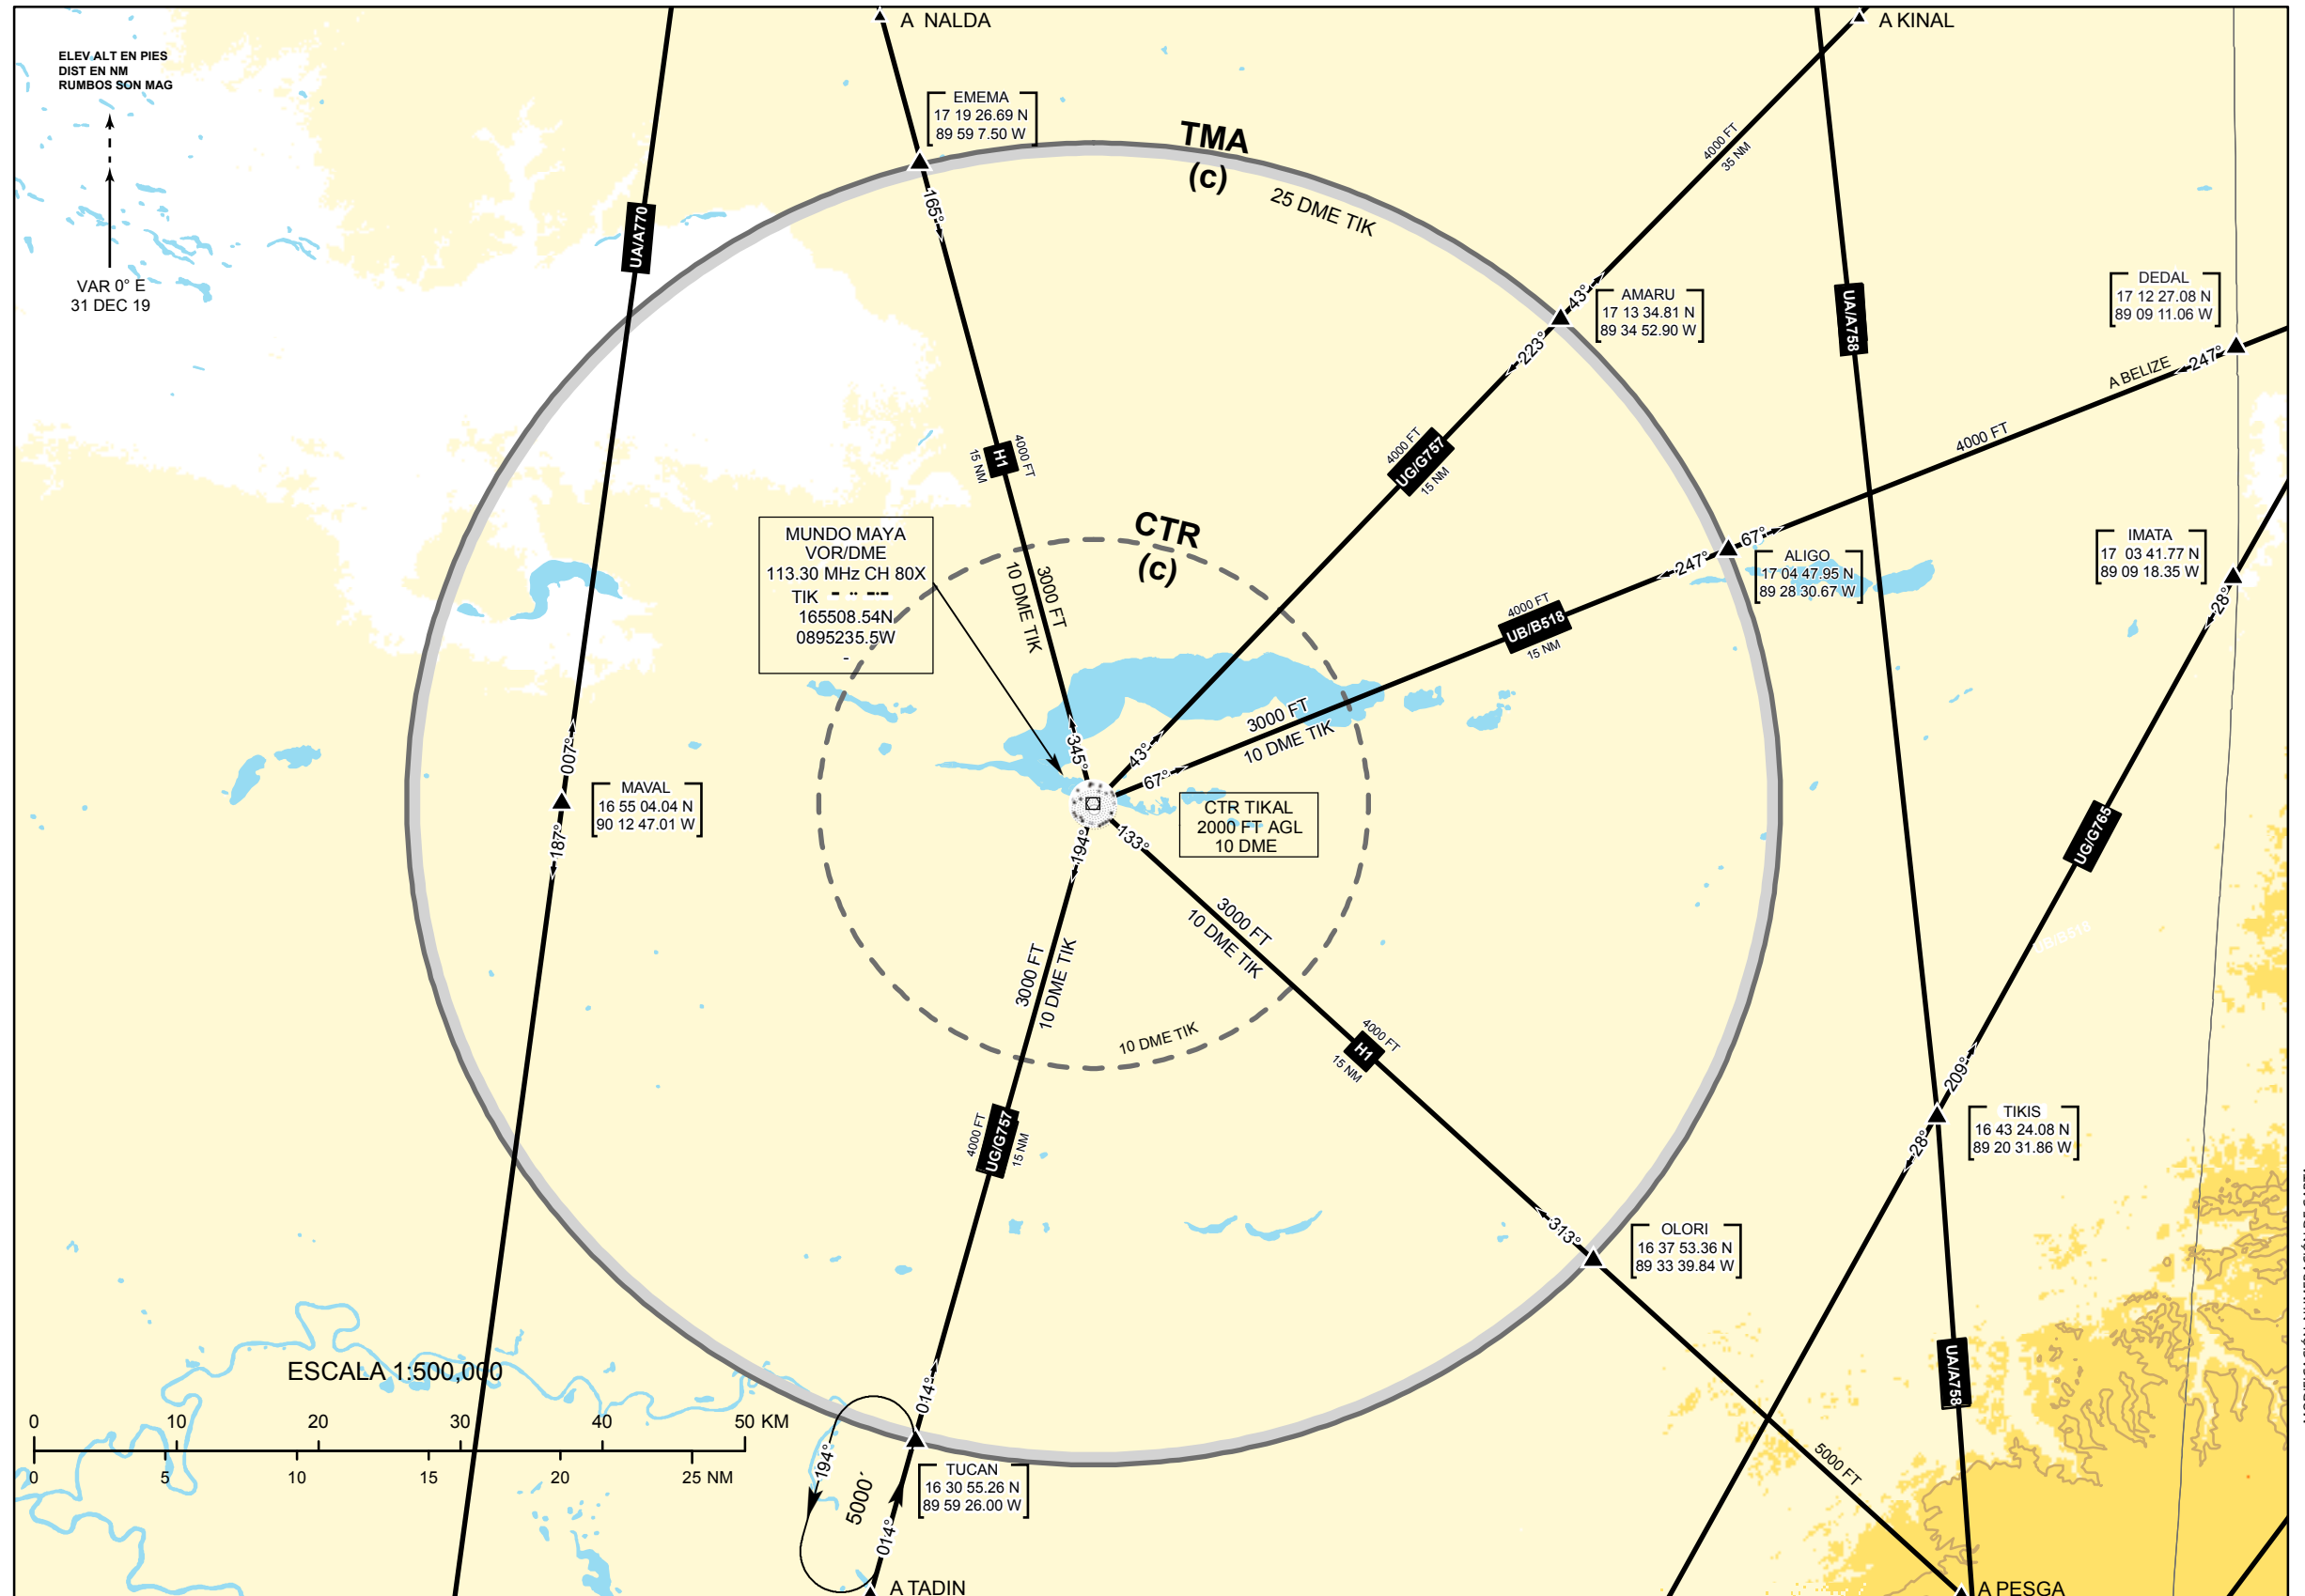 A NALDA
A KINAL
ELEV.ALT EN PIES
DIST EN NM
RUMBOS SON MAG
VAR 0° E
31 DEC 19
EMEMA
17 19 26.69 N
89 59 7.50 W
TMA
(c)
25 DME TIK
4000 FT
35 NM
UA/A770
165°
43°
AMARU
17 13 34.81 N
89 34 52.90 W
223°
UA/A758
DEDAL
17 12 27.08 N
89 09 11.06 W
247°
A BELIZE
4000 FT
H1
4000 FT
15 NM
4000 FT
UG/G757
15 NM
MUNDO MAYA
VOR/DME
113.30 MHz CH 80X
TIK
165508.54N
0895235.5W
-
CTR
(c)
3000 FT
10 DME TIK
67°
247°
ALIGO
17 04 47.95 N
89 28 30.67 W
IMATA
17 03 41.77 N
89 09 18.35 W
28°
4000 FT
UB/B518
15 NM
3000 FT
10 DME TIK
345°
43°
67°
007°
MAVAL
16 55 04.04 N
90 12 47.01 W
187°
194°
133°
CTR TIKAL
2000 FT AGL
10 DME
UG/G765
3000 FT
10 DME TIK
3000 FT
10 DME TIK
UB/B518
10 DME TIK
4000 FT
H1
15 NM
4000 FT
UG/G757
15 NM
209°
TIKIS
16 43 24.08 N
89 20 31.86 W
28°
313°
OLORI
16 37 53.36 N
89 33 39.84 W
UA/A758
ESCALA 1:500,000
0 10 20 30 40 50 KM
0 5 10 15 20 25 NM
014°
194°
5000´
TUCAN
16 30 55.26 N
89 59 26.00 W
014°
5000 FT
A TADIN
A PESGA